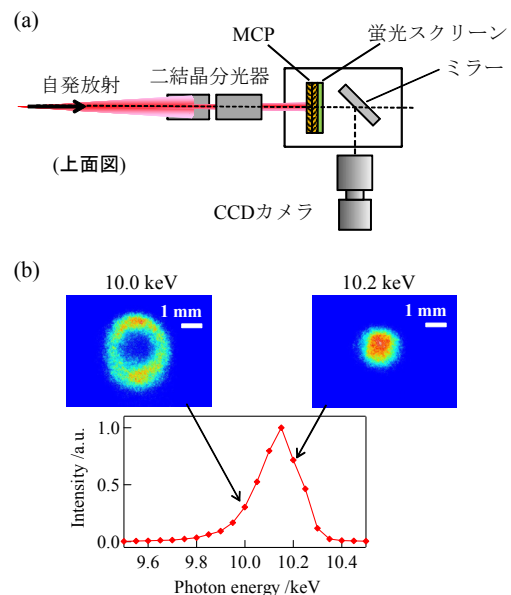 (a)
MCP
蛍光スクリーン
ミラー
自発放射
二結晶分光器
(上面図)
CCDカメラ
(b)
10.0 keV
10.2 keV
1 mm
1 mm
Intensity /a.u.
1.0
0.5
0.0
9.6
9.8
10.0
10.2
10.4
Photon energy /keV